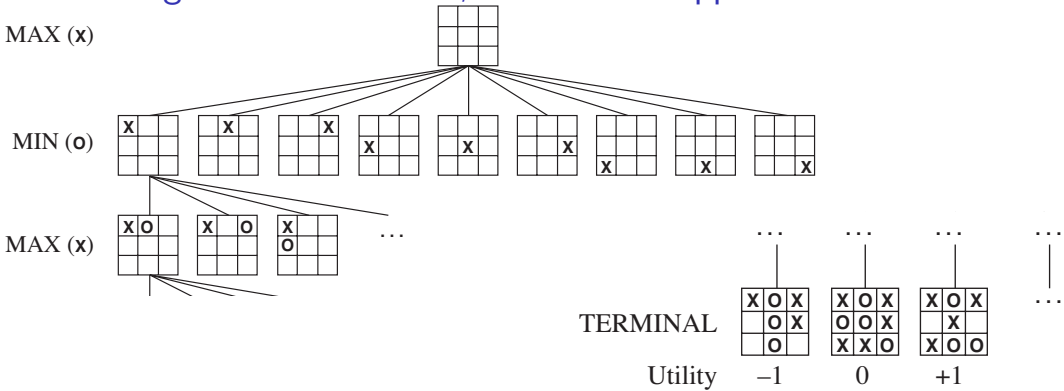 MAX (X)
MIN (O)
X X X X X X X X X
MAX (X)
X O X O X
O
...
... ... ... ...
TERMINAL
X O X X O X X O X ...
O X O O X X
O X X O X O O
Utility –1 0 +1